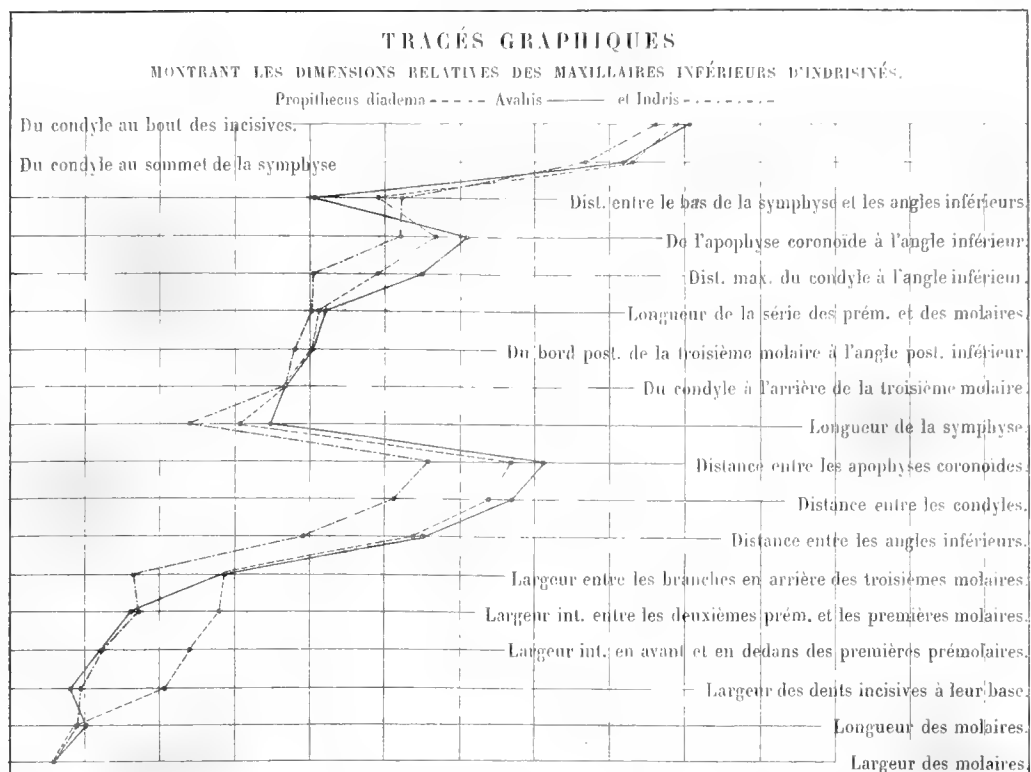 TRACÉS GRAPHIQUES
MONTRANT LES DIMENSIONS RELATIVES DES MAXILLAIRES INFÉRIEURS D'INDRISINÉS.
Propithecus diadema ----- Avahis ——— et Indris -.-.-.-.
Du condyle au bout des incisives.
Du condyle au sommet de la symphyse
Dist. entre le bas de la symphyse et les angles inférieurs.
De l'apophyse coronoïde à l'angle inférieur.
Dist. max. du condyle à l'angle inférieur.
Longueur de la série des prém. et des molaires.
Du bord post. de la troisième molaire à l'angle post. inférieur.
Du condyle à l'arrière de la troisième molaire.
Longueur de la symphyse.
Distance entre les apophyses coronoïdes.
Distance entre les condyles.
Distance entre les angles inférieurs.
Largeur entre les branches en arrière des troisièmes molaires.
Largeur int. entre les deuxièmes prém. et les premières molaires.
Largeur int. en avant et en dedans des premières prémolaires.
Largeur des dents incisives à leur base.
Longueur des molaires.
Largeur des molaires.